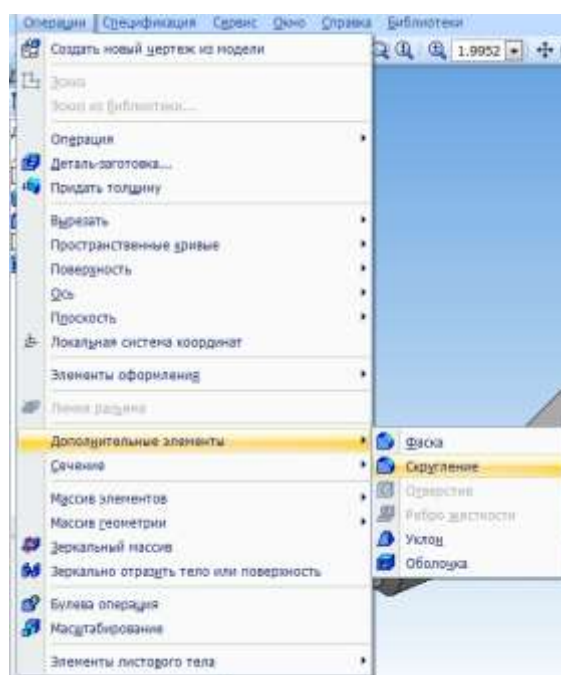 Операции Спецификация Сервис Окно Справка Библиотеки
Создать новый чертеж из модели
1.9952
Эскиз
Эскиз из библиотеки...
Операция
Деталь-заготовка...
Придать толщину
Вырезать
Пространственные кривые
Поверхность
Ось
Плоскость
Локальная система координат
Элементы оформления
Линия разъема
Дополнительные элементы
Фаска
Сечение
Скругление
Отверстие
Массив элементов
Ребро жесткости
Массив геометрии
Уклон
Зеркальный массив
Оболочка
Зеркально отразить тело или поверхность
Булева операция
Масштабирование
Элементы листового тела